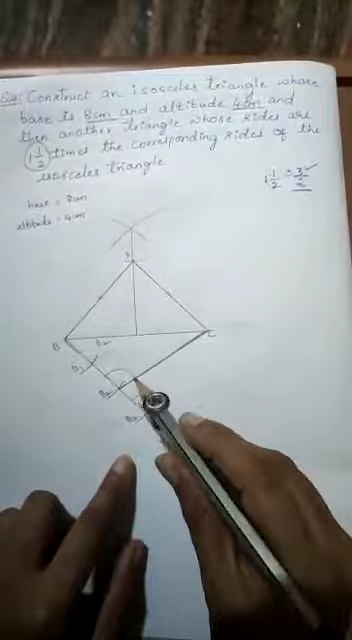 Construct an isosceles triangle whose
base is 8cm and altitude 4cm and
then another triangle whose sides are
1 1/2 times the corresponding sides of the
isosceles triangle
1 1/2 = 3/2
base = 8cm
altitude = 4cm
A
B
C
8cm
B1
B2
B3